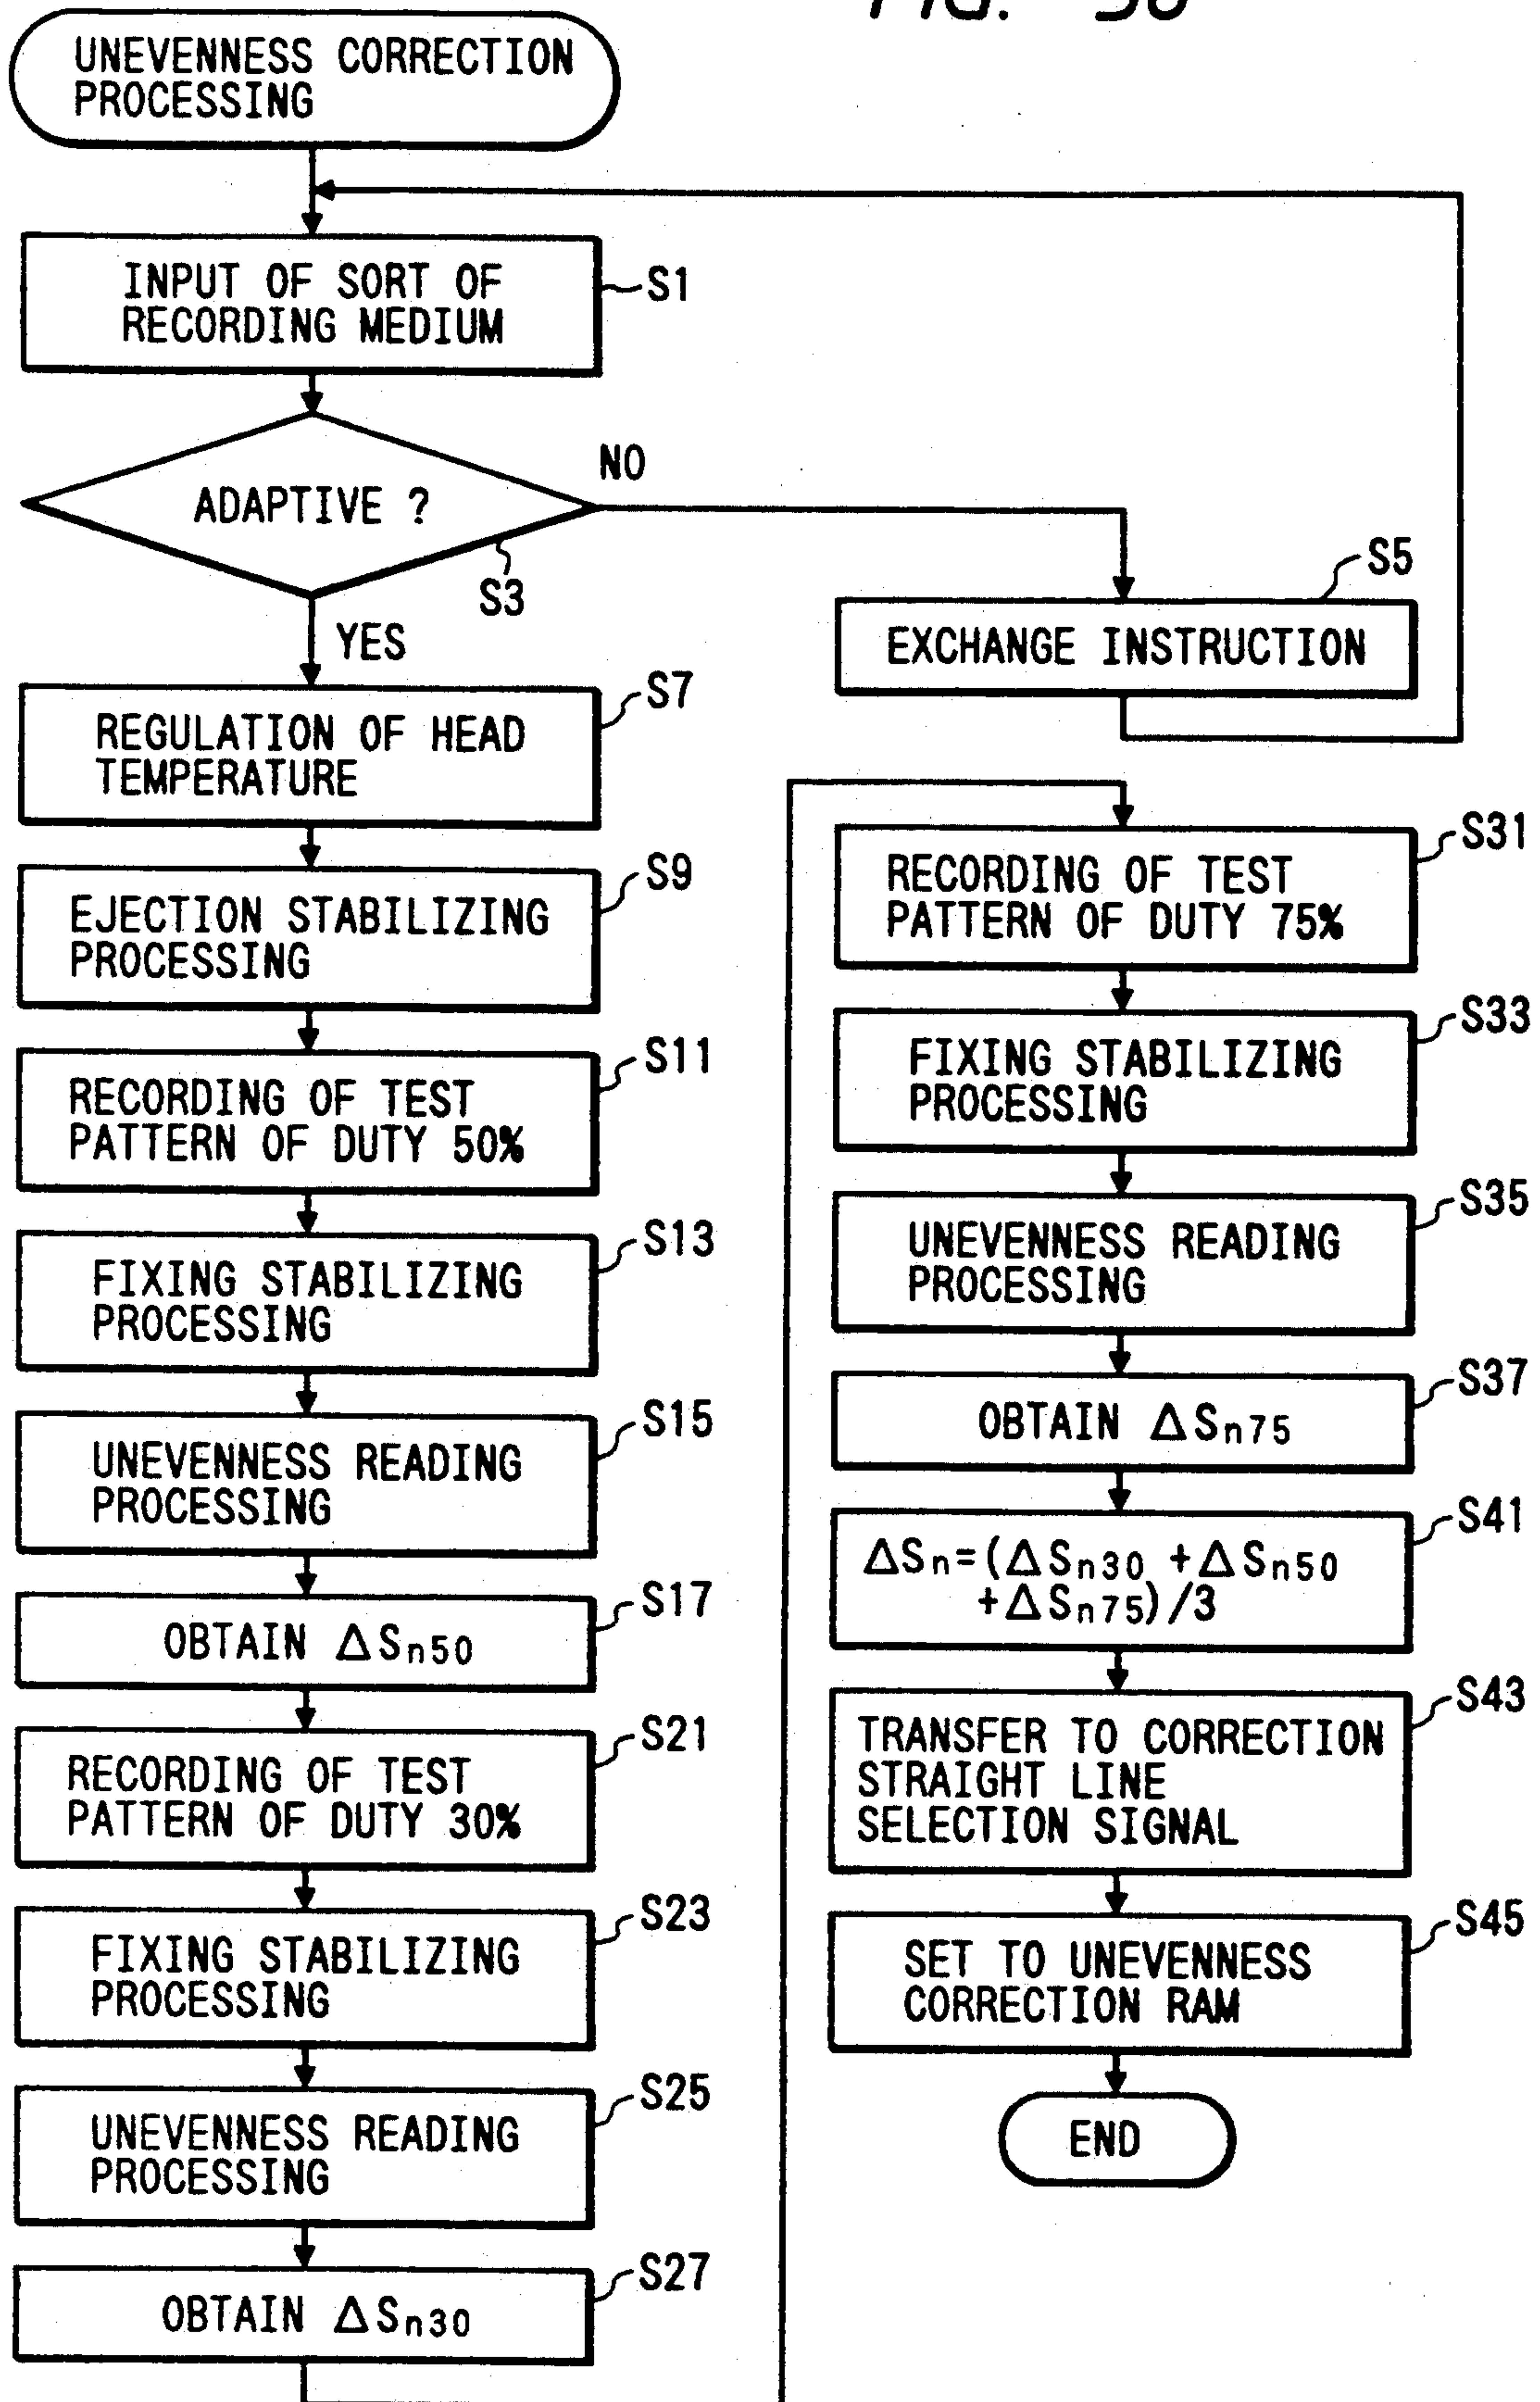 UNEVENNESS CORRECTION
PROCESSING
INPUT OF SORT OF
RECORDING MEDIUM
S1
ADAPTIVE ?
NO
S3
YES
S5
EXCHANGE INSTRUCTION
S7
REGULATION OF HEAD
TEMPERATURE
S9
EJECTION STABILIZING
PROCESSING
S11
RECORDING OF TEST
PATTERN OF DUTY 50%
S13
FIXING STABILIZING
PROCESSING
S15
UNEVENNESS READING
PROCESSING
S17
OBTAIN ΔSn50
S21
RECORDING OF TEST
PATTERN OF DUTY 30%
S23
FIXING STABILIZING
PROCESSING
S25
UNEVENNESS READING
PROCESSING
S27
OBTAIN ΔSn30
S31
RECORDING OF TEST
PATTERN OF DUTY 75%
S33
FIXING STABILIZING
PROCESSING
S35
UNEVENNESS READING
PROCESSING
S37
OBTAIN ΔSn75
S41
ΔSn=(ΔSn30 +ΔSn50
+ΔSn75)/3
S43
TRANSFER TO CORRECTION
STRAIGHT LINE
SELECTION SIGNAL
S45
SET TO UNEVENNESS
CORRECTION RAM
END